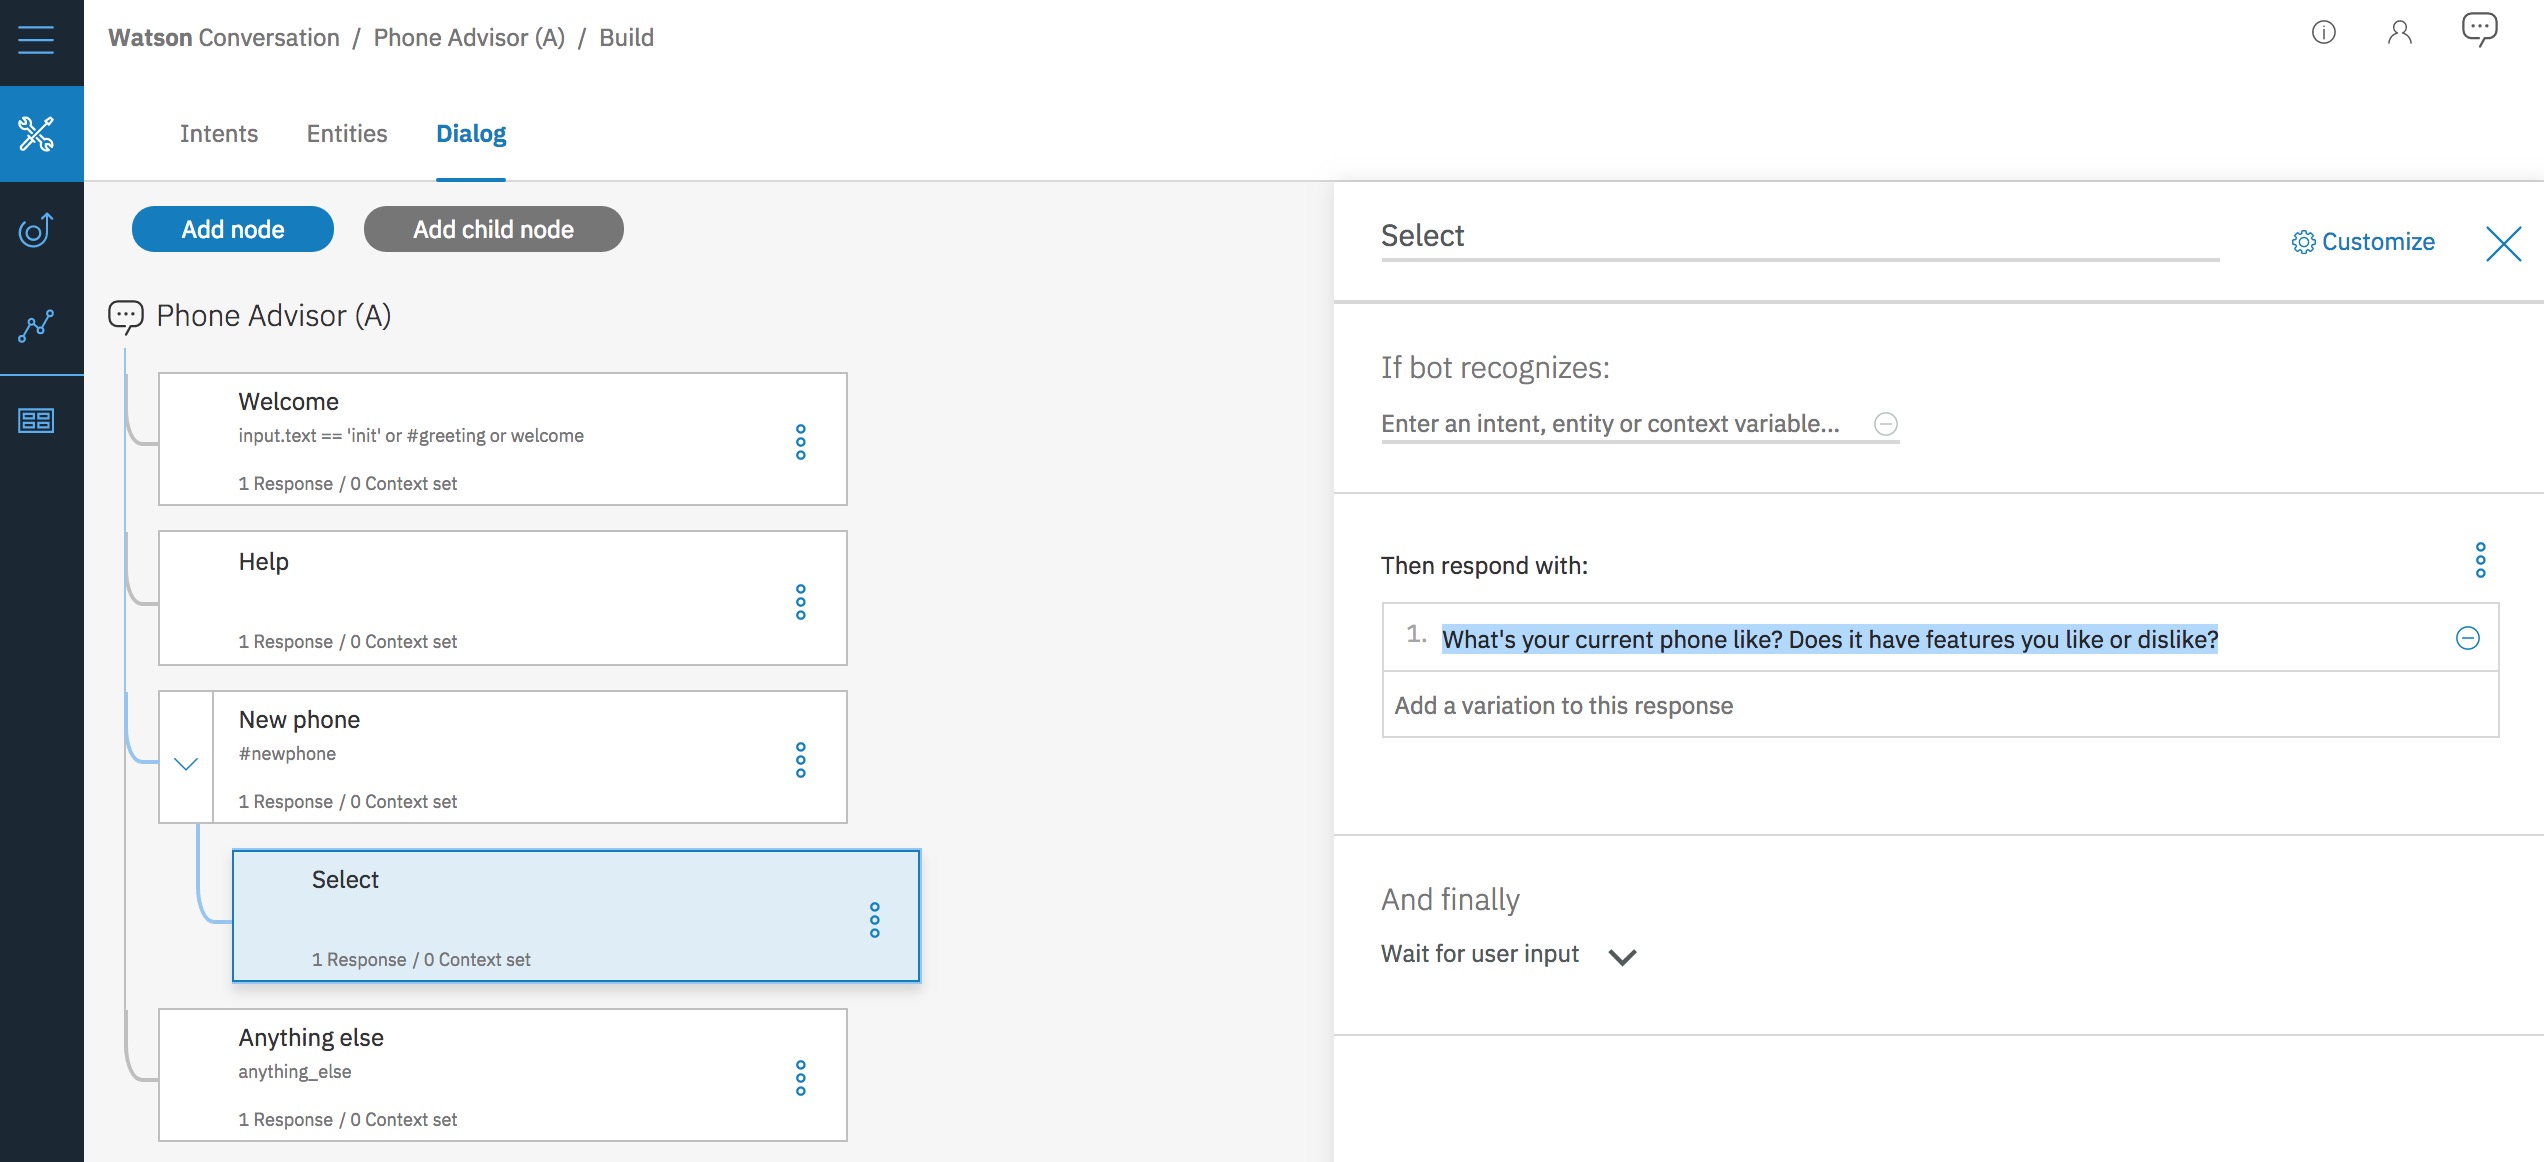 Watson Conversation / Phone Advisor (A) / Build
Intents Entities Dialog
Add node Add child node
Phone Advisor (A)
Welcome
input.text == 'init' or #greeting or welcome
1 Response / 0 Context set
Help
1 Response / 0 Context set
New phone
#newphone
1 Response / 0 Context set
Select
1 Response / 0 Context set
Anything else
anything_else
1 Response / 0 Context set
Select
Customize
If bot recognizes:
Enter an intent, entity or context variable...
Then respond with:
1. What's your current phone like? Does it have features you like or dislike?
Add a variation to this response
And finally
Wait for user input